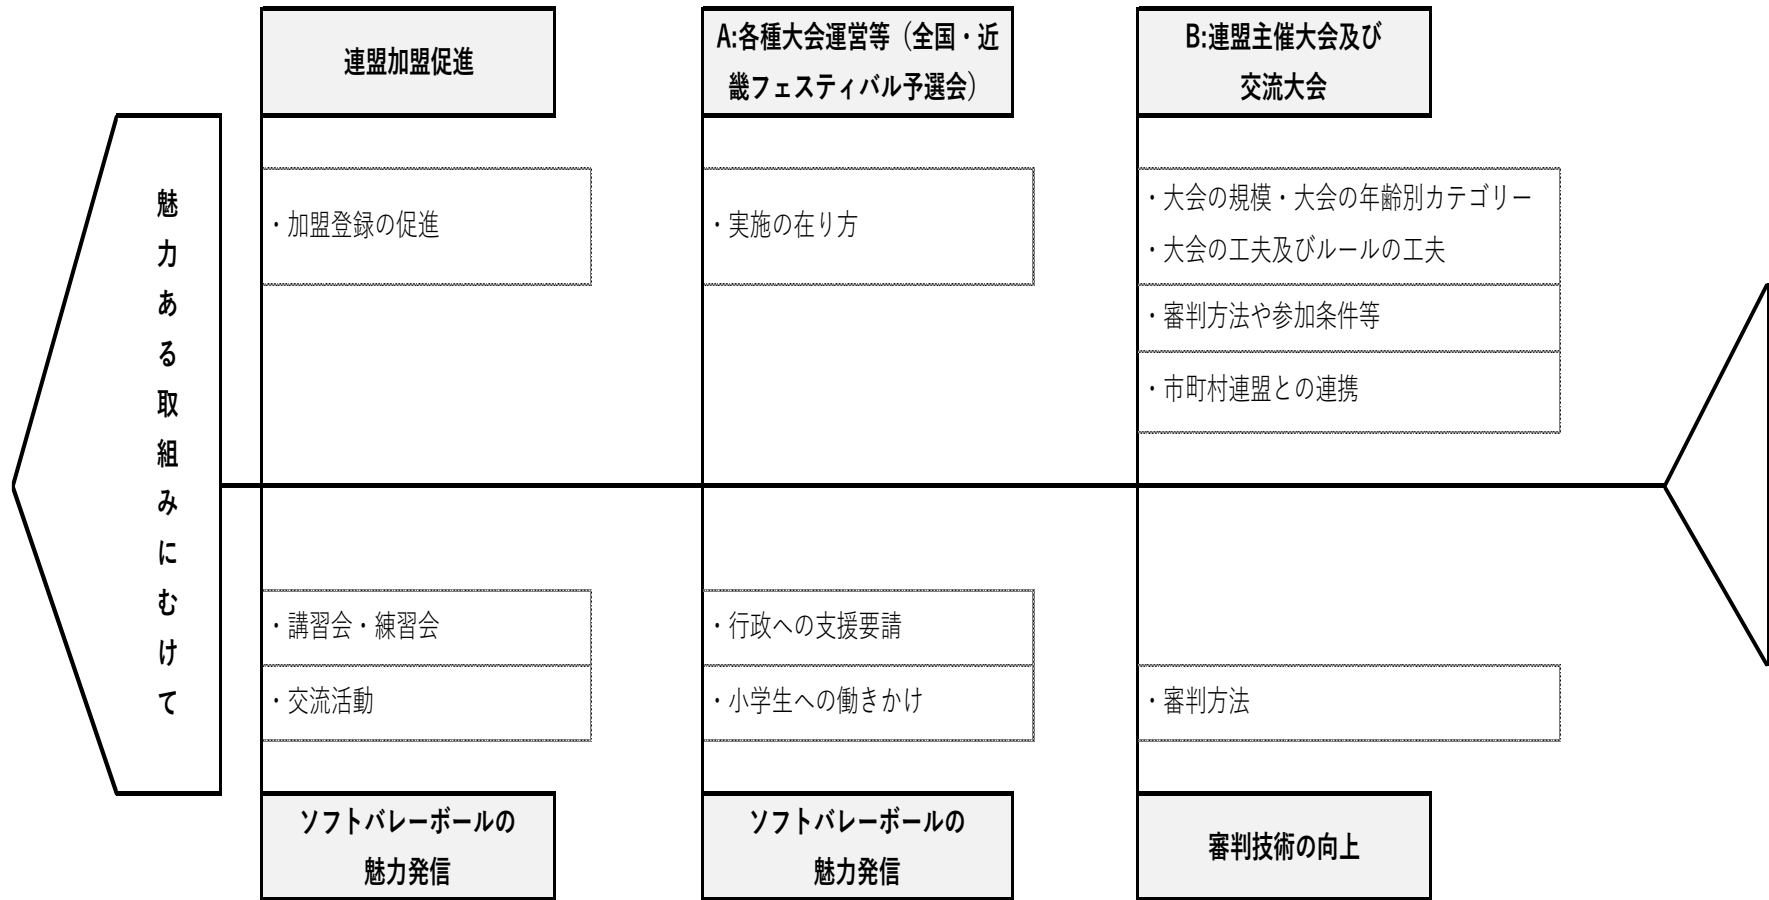 連盟加盟促進
A:各種大会運営等（全国・近
畿フェスティバル予選会）
B:連盟主催大会及び
交流大会
魅力ある取組みにむけて
・加盟登録の促進
・実施の在り方
・大会の規模・大会の年齢別カテゴリー
・大会の工夫及びルールの工夫
・審判方法や参加条件等
・市町村連盟との連携
・講習会・練習会
・交流活動
・行政への支援要請
・小学生への働きかけ
・審判方法
ソフトバレーボールの
魅力発信
ソフトバレーボールの
魅力発信
審判技術の向上